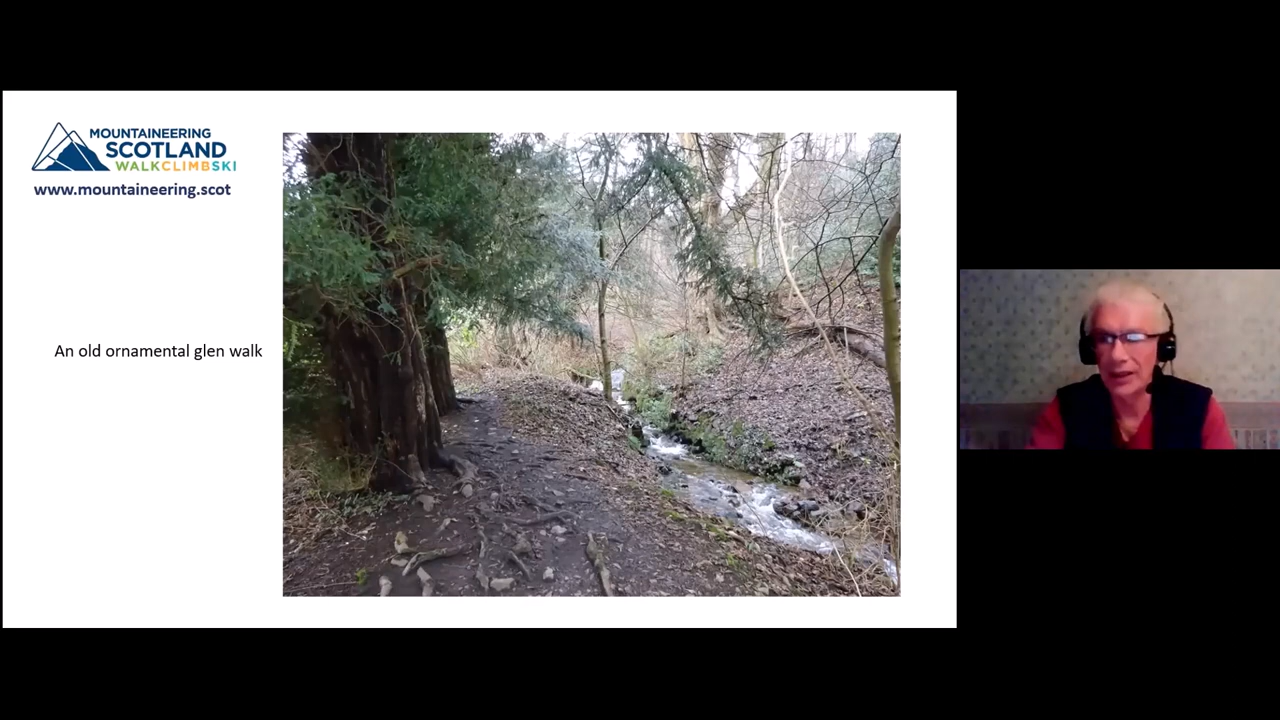 MOUNTAINEERING
SCOTLAND
WALKCLIMBSKI
www.mountaineering.scot
An old ornamental glen walk